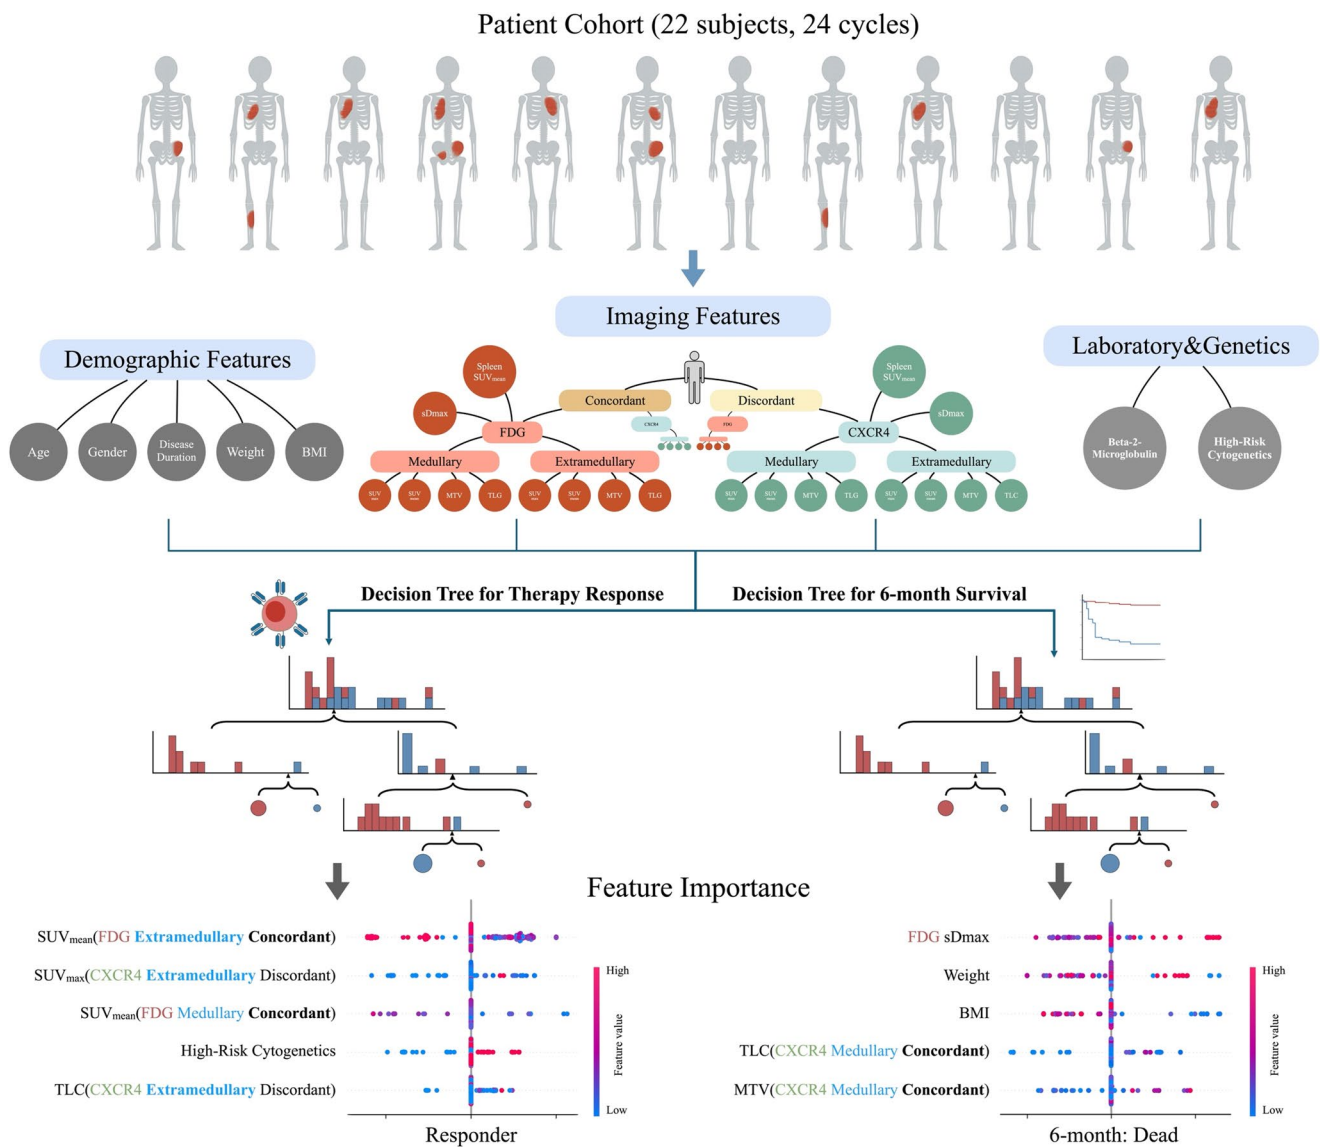 Patient Cohort (22 subjects, 24 cycles)
Imaging Features
Demographic Features
Laboratory&Genetics
Age
Gender
Disease
Duration
Weight
BMI
Spleen
SUVmean
sDmax
Concordant
Discordant
CXCR4
FDG
Spleen
SUVmean
sDmax
FDG
CXCR4
Medullary
Extramedullary
Medullary
Extramedullary
SUV
SUV
MTV
TLG
SUV
SUV
MTV
TLG
SUV
SUV
MTV
TLG
SUV
SUV
MTV
TLC
Beta-2-
Microglobulin
High-Risk
Cytogenetics
Decision Tree for Therapy Response
Decision Tree for 6-month Survival
Feature Importance
SUVmean(FDG Extramedullary Concordant)
SUVmax(CXCR4 Extramedullary Discordant)
SUVmean(FDG Medullary Concordant)
High-Risk Cytogenetics
TLC(CXCR4 Extramedullary Discordant)
High
Feature value
Low
Responder
FDG sDmax
Weight
BMI
TLC(CXCR4 Medullary Concordant)
MTV(CXCR4 Medullary Concordant)
High
Feature value
Low
6-month: Dead